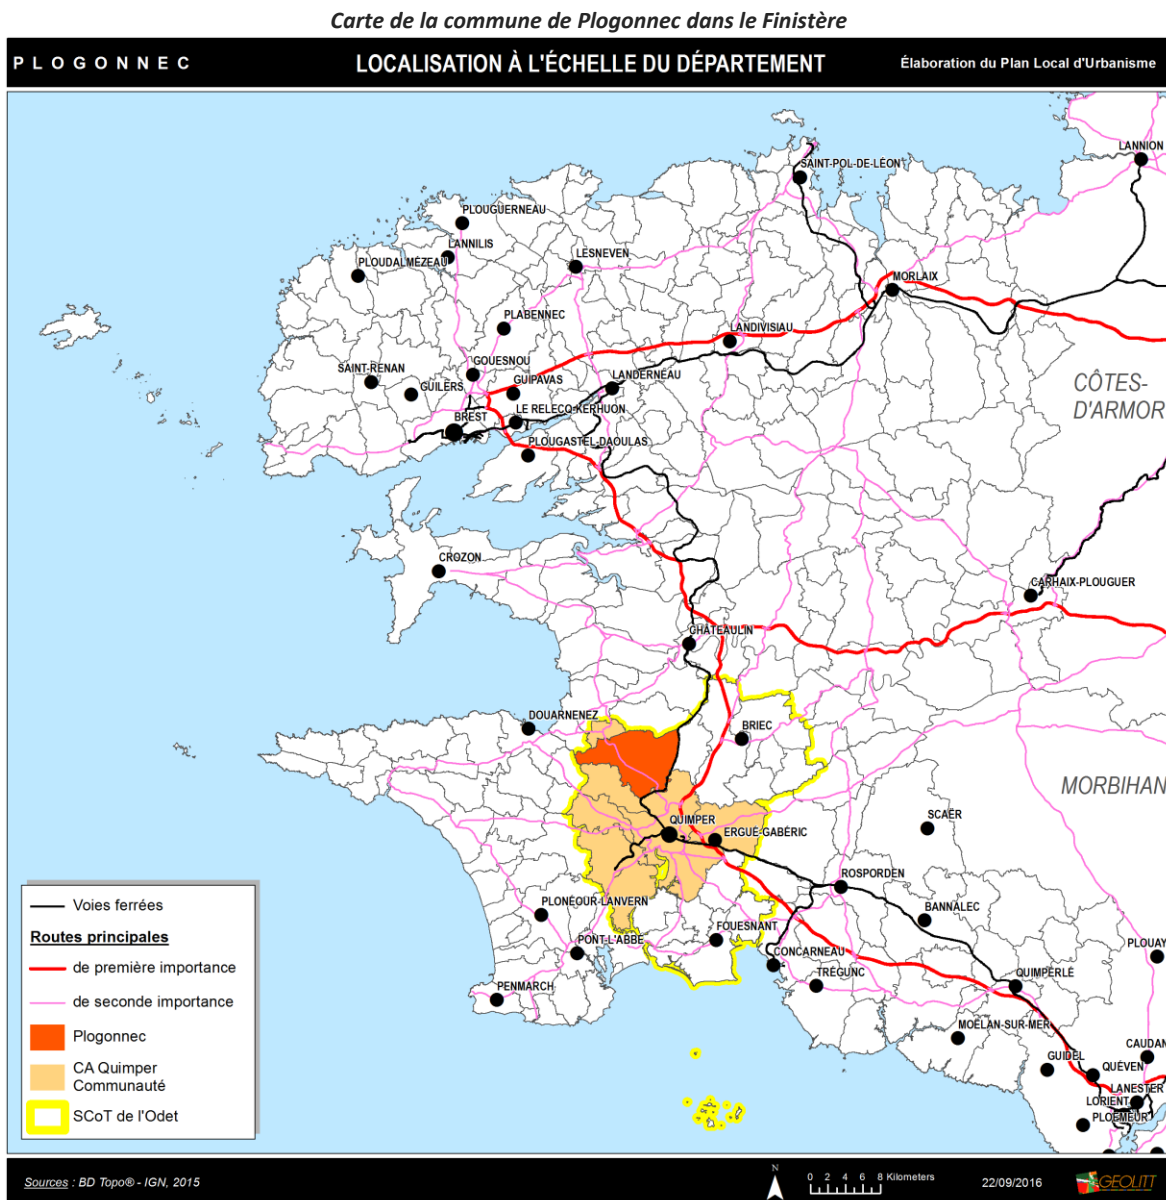 Carte de la commune de Plogonnec dans le Finistère
PLOGONNEC
LOCALISATION À L'ÉCHELLE DU DÉPARTEMENT
Élaboration du Plan Local d'Urbanisme
LANNION
SAINT-POL-DE-LÉON
PLOUGUERNEAU
LANNILIS
LESNEVEN
PLOUDALMÉZEAU
MORLAIX
PLABENNEC
LANDIVISIAU
GOUESNOU
SAINT-RENAN
LANDERNEAU
CÔTES-
D'ARMOR
GUILERS
GUIPAVAS
BREST
LE RELECQ-KERHUON
PLOUGASTEL-DAOULAS
CROZON
CARHAIX-PLOUGUER
CHÂTEAULIN
DOUARNENEZ
BRIEC
MORBIHAN
SCAËR
QUIMPER
ERGUÉ-GABÉRIC
ROSPORDEN
BANNALEC
PLONÉOUR-LANVERN
FOUESNANT
PONT-L'ABBÉ
PLOUAY
CONCARNEAU
TRÉGUNC
QUIMPERLÉ
PENMARCH
MOËLAN-SUR-MER
CAUDAN
GUIDEL
QUÉVEN
LANESTER
LORIENT
PLOEMEUR
Voies ferrées
Routes principales
de première importance
de seconde importance
Plogonnec
CA Quimper
Communauté
SCoT de l'Odet
Sources : BD Topo® - IGN, 2015
N
0 2 4 6 8 Kilometers
22/09/2016
GEOLITT